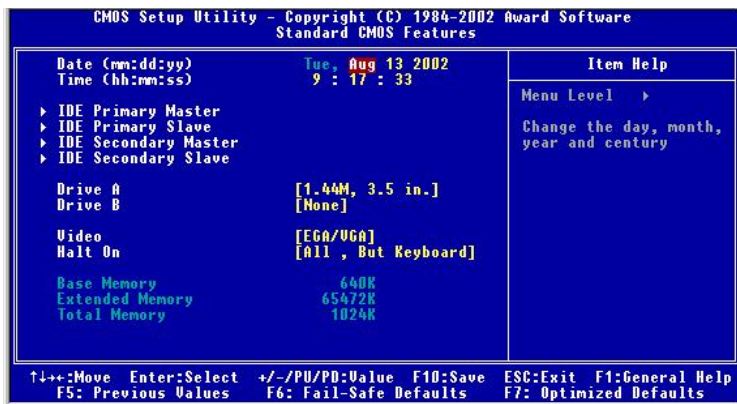 CMOS Setup Utility - Copyright (C) 1984-2002 Award Software
Standard CMOS Features
Date (mm:dd:yy) Tue, Aug 13 2002
Time (hh:mm:ss) 9 : 17 : 33
▶ IDE Primary Master
▶ IDE Primary Slave
▶ IDE Secondary Master
▶ IDE Secondary Slave
Drive A [1.44M, 3.5 in.]
Drive B [None]
Video [EGA/VGA]
Halt On [All , But Keyboard]
Base Memory 640K
Extended Memory 65472K
Total Memory 1024K
Item Help
Menu Level ▶
Change the day, month,
year and century
↑↓→←:Move Enter:Select +/-/PU/PD:Value F10:Save ESC:Exit F1:General Help
F5: Previous Values F6: Fail-Safe Defaults F7: Optimized Defaults